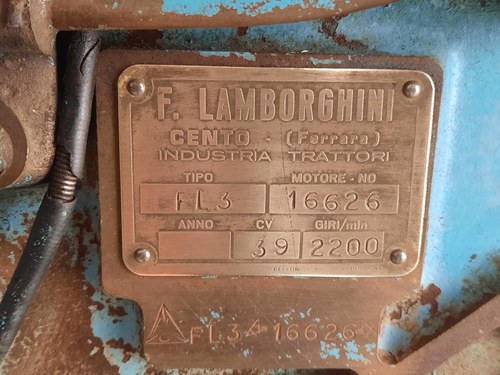 F. LAMBORGHINI
CENTO - (Ferrara)
INDUSTRIA TRATTORI
TIPO MOTORE - NO
FL3 16626
ANNO CV GIRI/min
39 2200
FL3*16626*